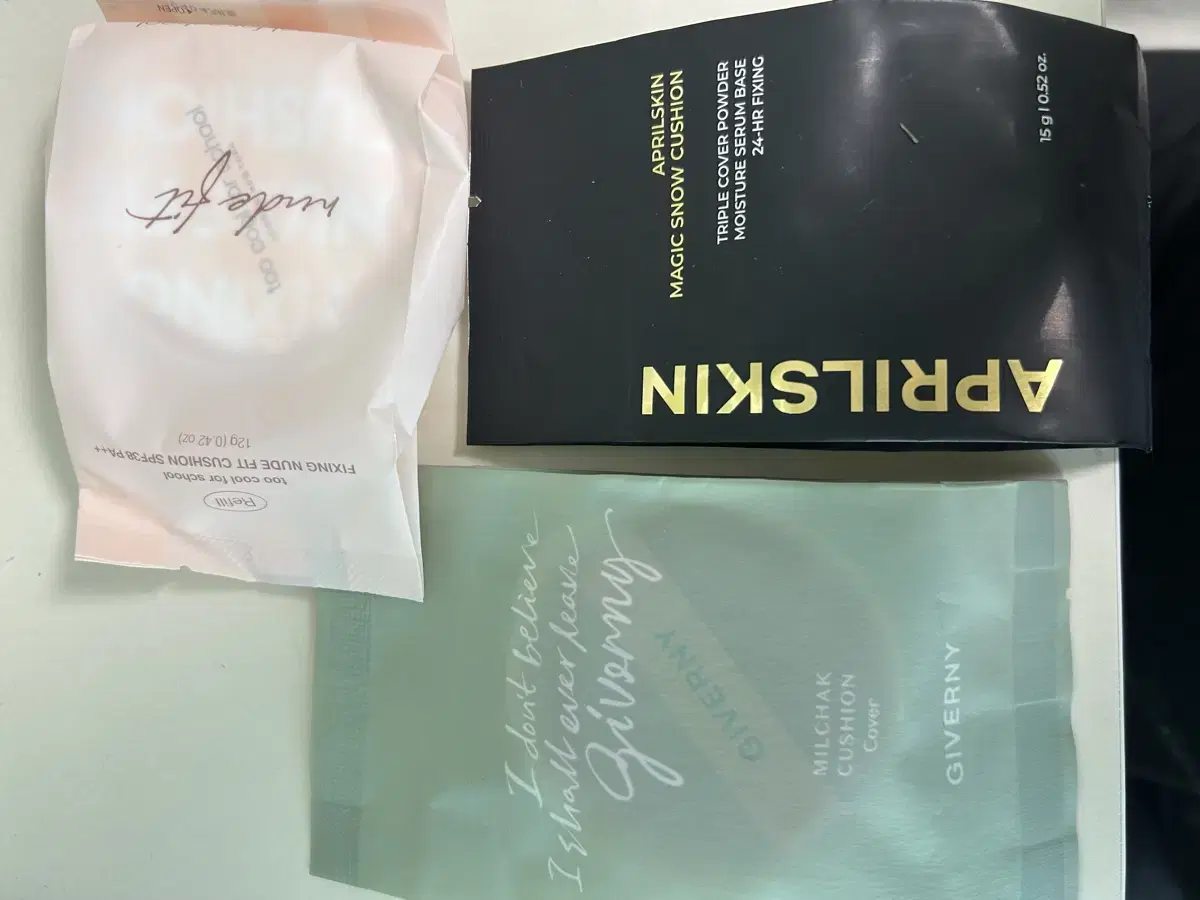 nude fit
too cool for school
Refill
too cool for school
FIXING NUDE FIT CUSHION SPF38 PA++
12g (0.42 oz)
APRILSKIN
MAGIC SNOW CUSHION
TRIPLE COVER POWDER
MOISTURE SERUM BASE
24-HR FIXING
15 g | 0.52 oz.
APRILSKIN
I don't believe
I shall ever leave
Giverny
GIVERNY
MILCHAK
CUSHION
Cover
GIVERNY